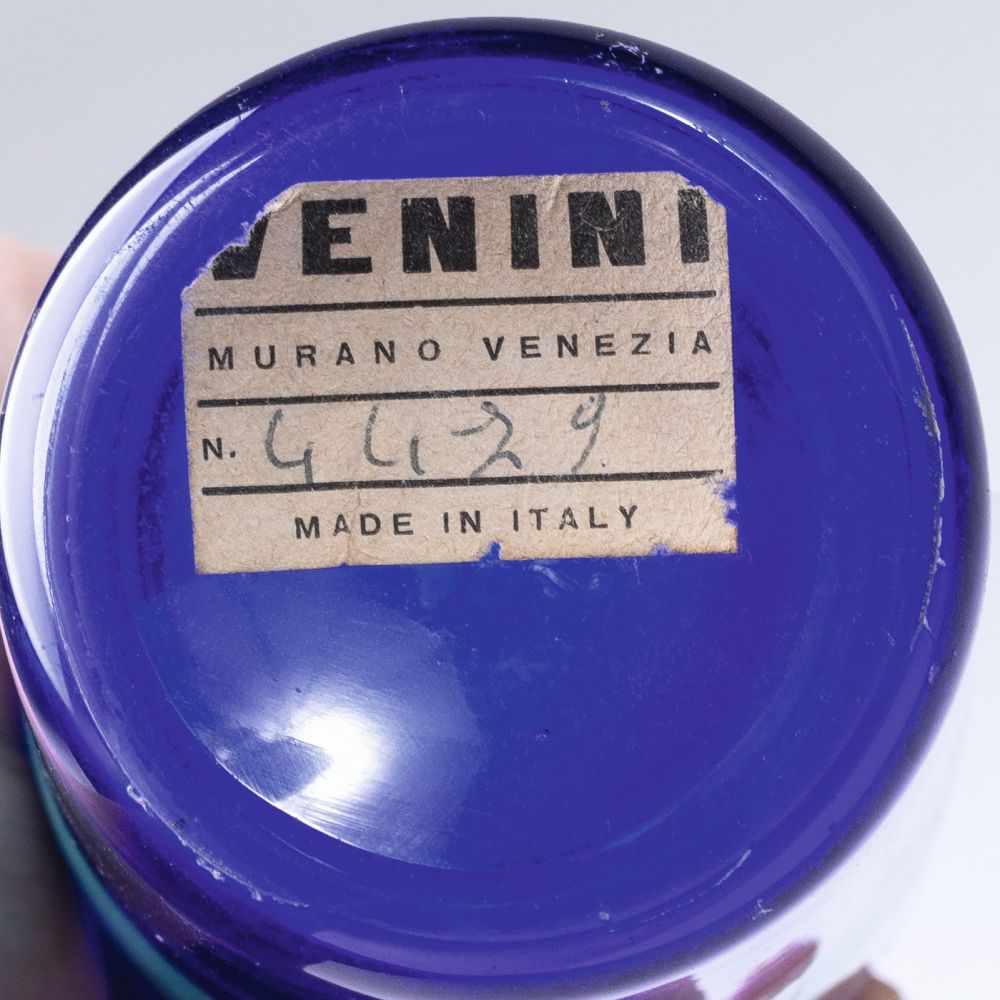 VENINI
MURANO VENEZIA
N. 4429
MADE IN ITALY